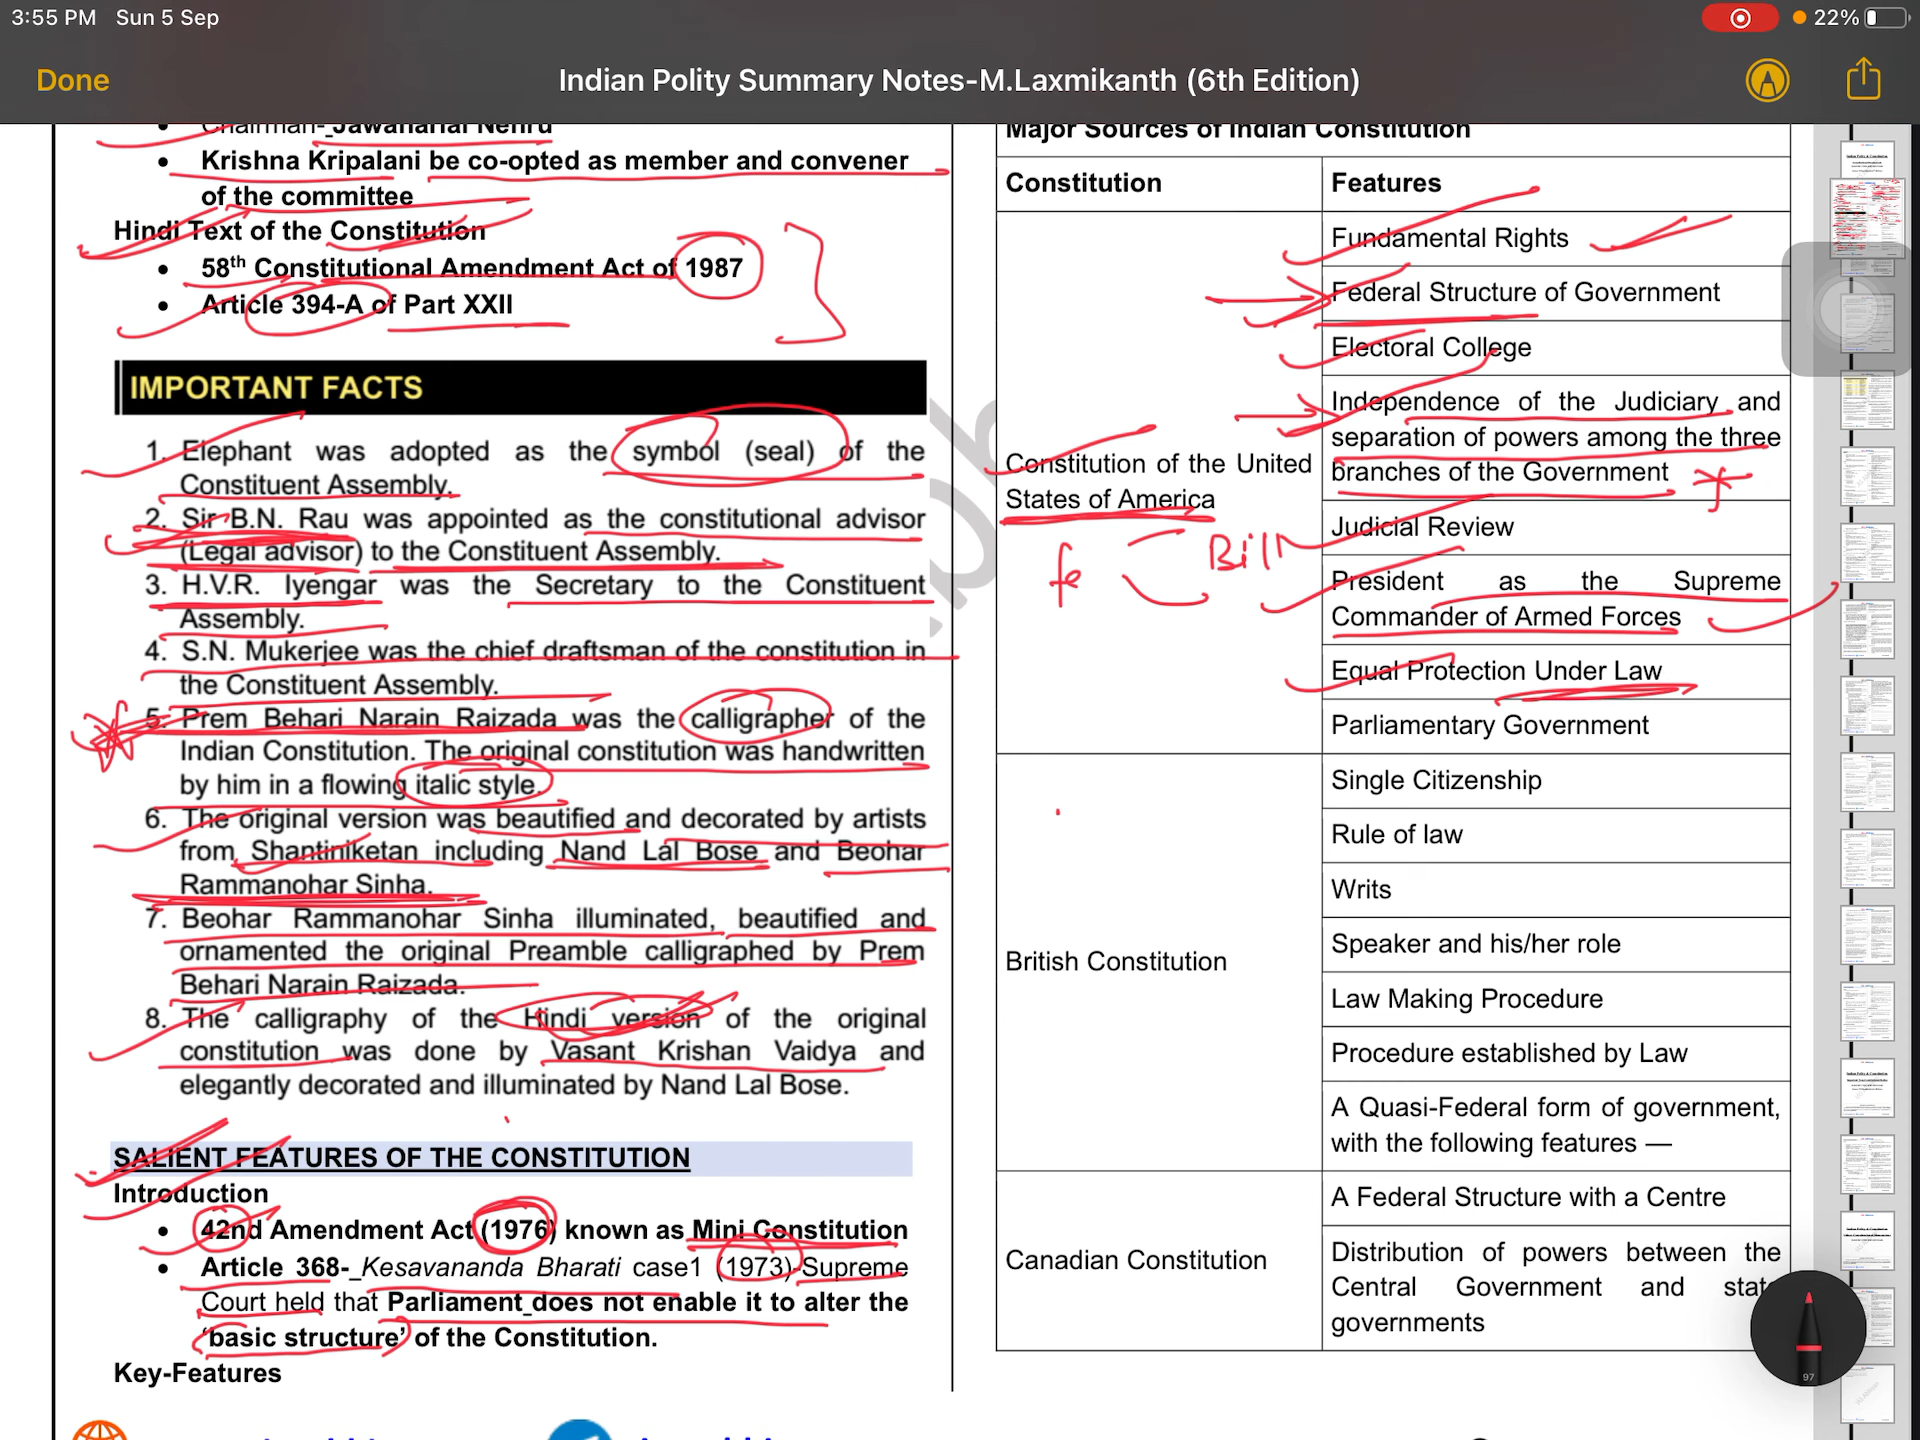 3:55 PM Sun 5 Sep
22%
Done
Indian Polity Summary Notes-M.Laxmikanth (6th Edition)
Chairman- Jawaharlal Nehru
• Krishna Kripalani be co-opted as member and convener
of the committee
Hindi Text of the Constitution
• 58th Constitutional Amendment Act of 1987
• Article 394-A of Part XXII
IMPORTANT FACTS
1. Elephant was adopted as the symbol (seal) of the
Constituent Assembly.
2. Sir B.N. Rau was appointed as the constitutional advisor
(Legal advisor) to the Constituent Assembly.
3. H.V.R. Iyengar was the Secretary to the Constituent
Assembly.
4. S.N. Mukerjee was the chief draftsman of the constitution in
the Constituent Assembly.
5. Prem Behari Narain Raizada was the calligrapher of the
Indian Constitution. The original constitution was handwritten
by him in a flowing italic style.
6. The original version was beautified and decorated by artists
from Shantiniketan including Nand Lal Bose and Beohar
Rammanohar Sinha.
7. Beohar Rammanohar Sinha illuminated, beautified and
ornamented the original Preamble calligraphed by Prem
Behari Narain Raizada.
8. The calligraphy of the Hindi version of the original
constitution was done by Vasant Krishan Vaidya and
elegantly decorated and illuminated by Nand Lal Bose.
SALIENT FEATURES OF THE CONSTITUTION
Introduction
• 42nd Amendment Act (1976) known as Mini Constitution
• Article 368- Kesavananda Bharati case1 (1973)-Supreme
Court held that Parliament does not enable it to alter the
‘basic structure’ of the Constitution.
Key-Features
Major Sources of Indian Constitution
Constitution Features
Constitution of the United
States of America
Fundamental Rights
Federal Structure of Government
Electoral College
Independence of the Judiciary and
separation of powers among the three
branches of the Government
Judicial Review
Bill
President as the Supreme
Commander of Armed Forces
Equal Protection Under Law
Parliamentary Government
British Constitution
Single Citizenship
Rule of law
Writs
Speaker and his/her role
Law Making Procedure
Procedure established by Law
A Quasi-Federal form of government,
with the following features —
Canadian Constitution
A Federal Structure with a Centre
Distribution of powers between the
Central Government and
governments
97